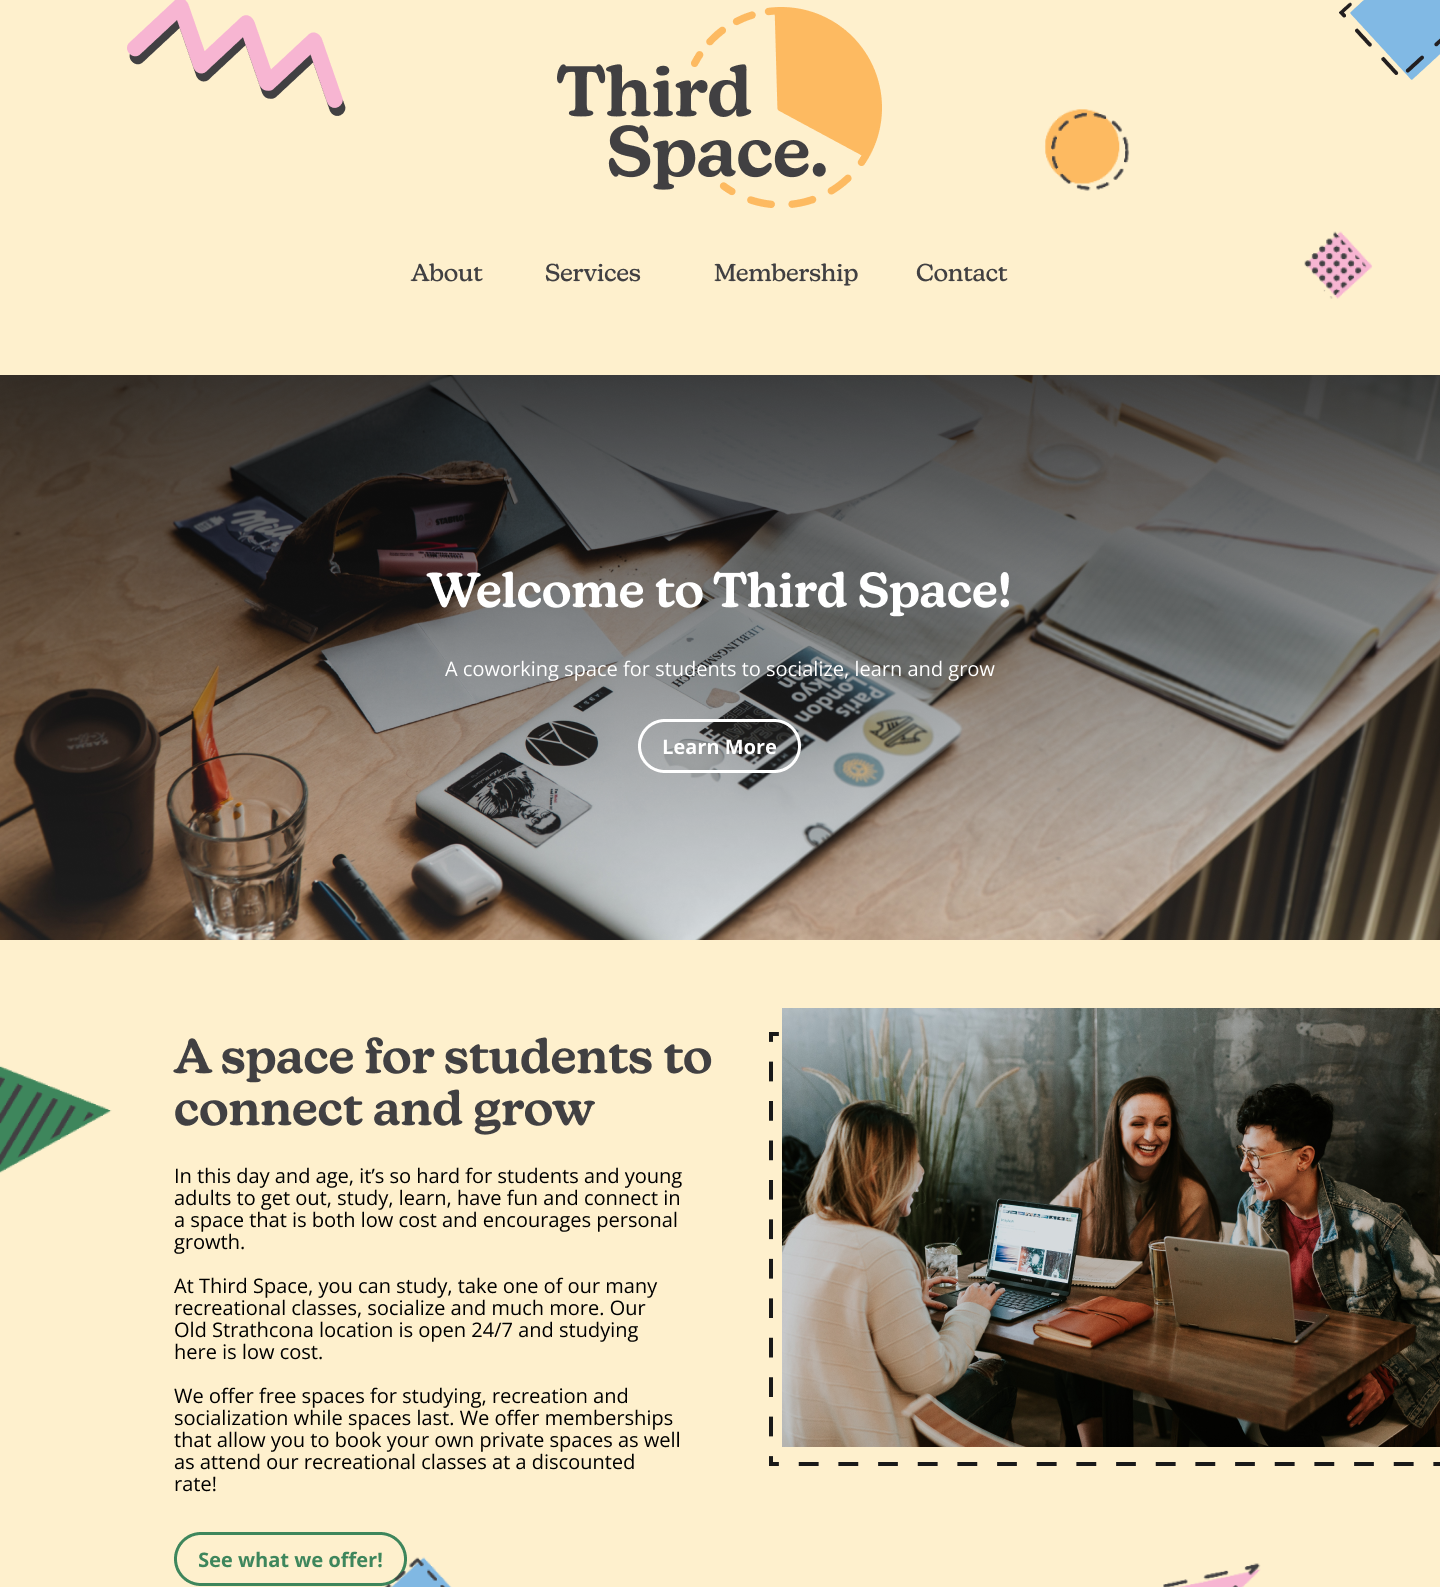 Third
Space.
About Services Membership Contact
Welcome to Third Space!
A coworking space for students to socialize, learn and grow
Paris
London
Tokyo
Learn More
A space for students to
connect and grow
In this day and age, it’s so hard for students and young
adults to get out, study, learn, have fun and connect in
a space that is both low cost and encourages personal
growth.
At Third Space, you can study, take one of our many
recreational classes, socialize and much more. Our
Old Strathcona location is open 24/7 and studying
here is low cost.
We offer free spaces for studying, recreation and
socialization while spaces last. We offer memberships
that allow you to book your own private spaces as well
as attend our recreational classes at a discounted
rate!
See what we offer!